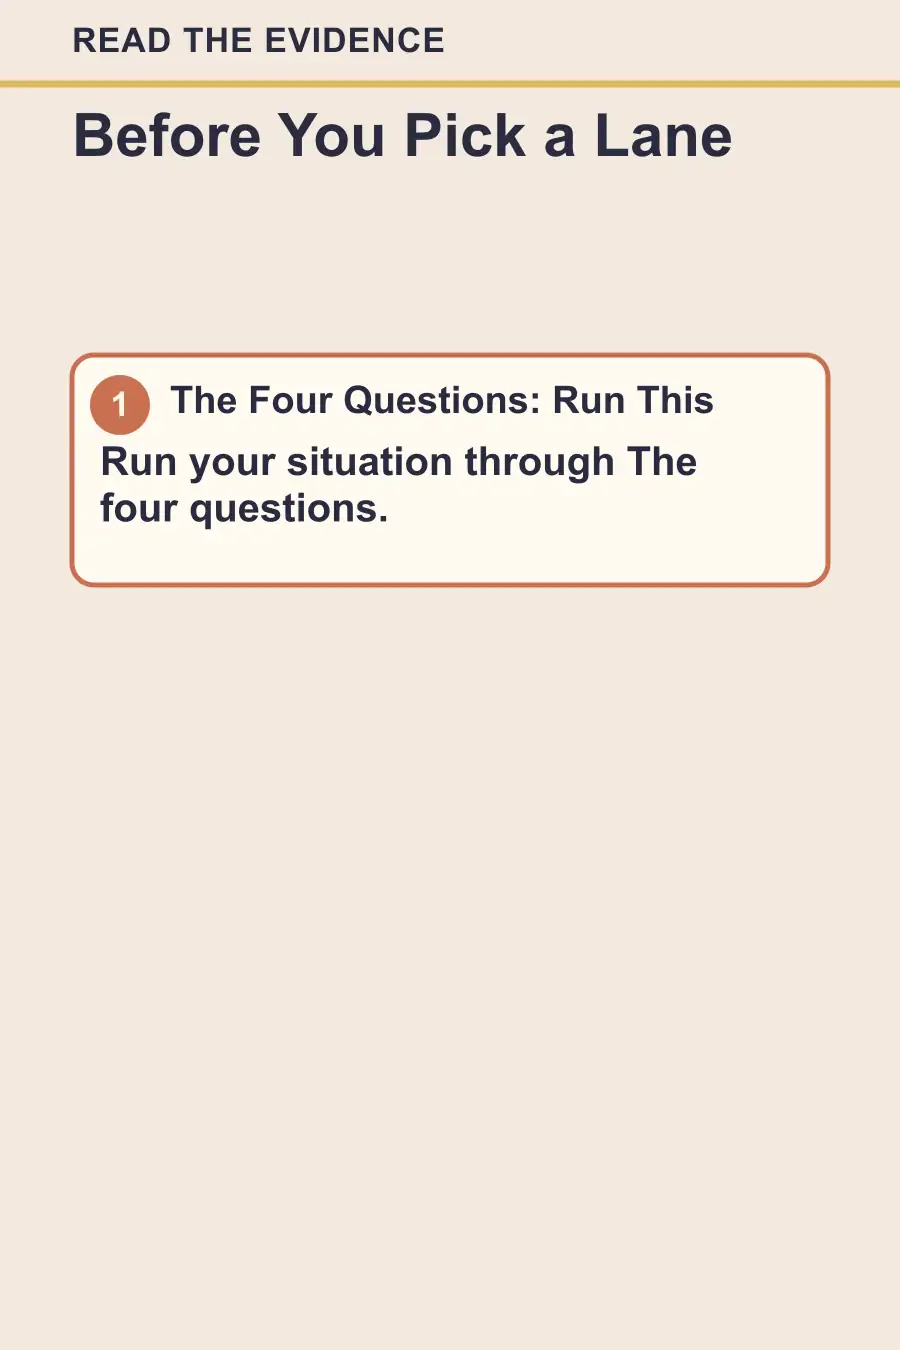 READ THE EVIDENCE
Before You Pick a Lane
1 The Four Questions: Run This
Run your situation through The
four questions.